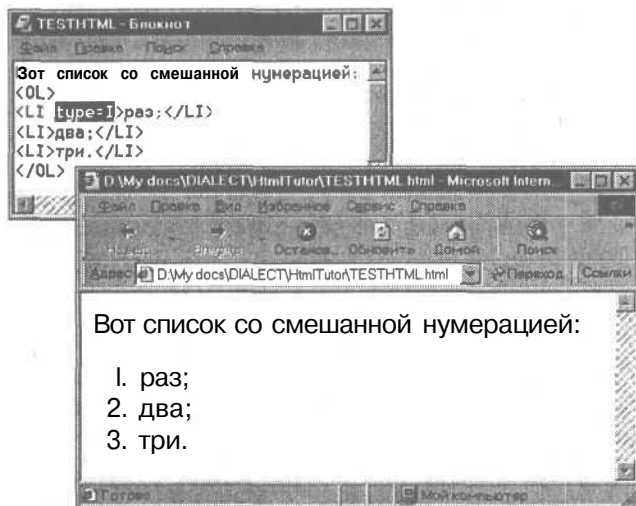 TESTHTML - Блокнот
Файл Правка Поиск Справка
Зот список со смешанной нумерацией:
<OL>
<LI type=I>раз;</LI>
<LI>два;</LI>
<LI>три.</LI>
</OL>
D:\My docs\DIALECT\HtmlTutor\TESTHTML.html - Microsoft Intern...
Файл Правка Вид Избранное Сервис Справка
Останов... Обновить Домой Поиск
Адрес D:\My docs\DIALECT\HtmlTutor\TESTHTML.html Переход Ссылки
Вот список со смешанной нумерацией:
I. раз;
2. два;
3. три.
Готово Мой компьютер